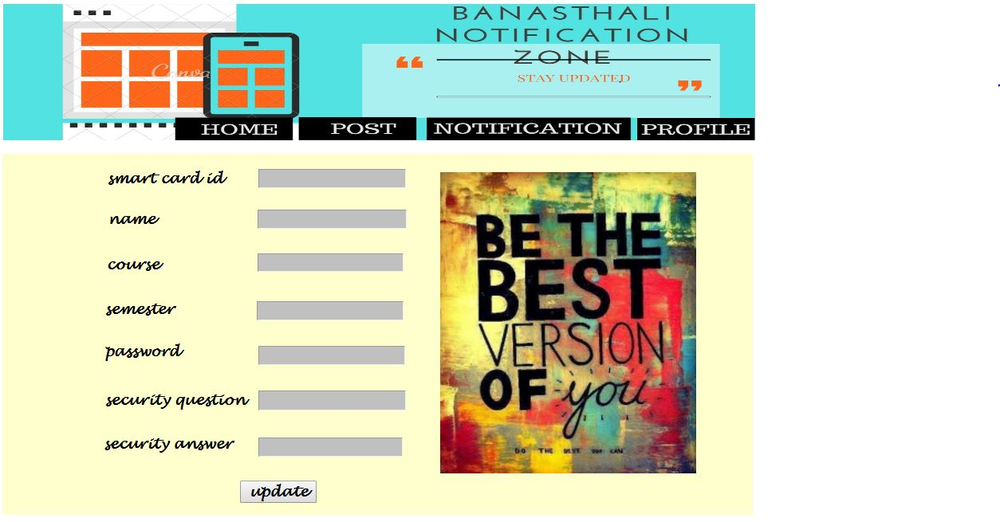 BANASTHALI
NOTIFICATION
ZONE
“
STAY UPDATED
”
Canva
HOME POST NOTIFICATION PROFILE
smart card id
name
course
semester
password
security question
security answer
update
BE THE
BEST
VERSION
OF you
DO THE BEST YOU CAN